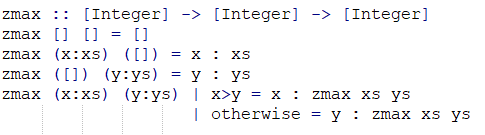 zmax :: [Integer] -> [Integer] -> [Integer]
zmax [] [] = []
zmax (x:xs) ([]) = x : xs
zmax ([]) (y:ys) = y : ys
zmax (x:xs) (y:ys) | x>y = x : zmax xs ys
                   | otherwise = y : zmax xs ys